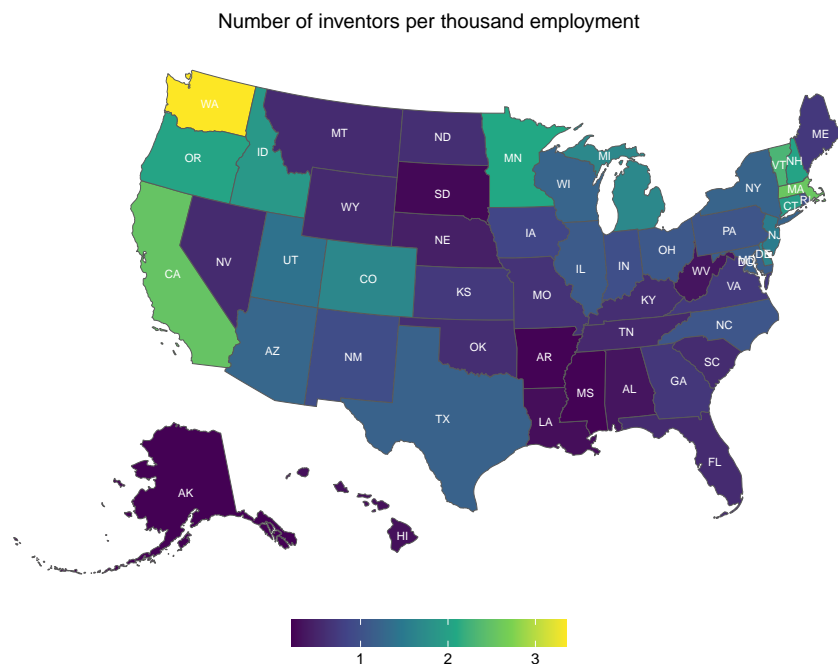 Number of inventors per thousand employment
WA
MT
ND
MN
ME
OR
ID
MI
VT
NH
SD
WI
NY
MA
WY
CT
RI
IA
PA
NJ
NE
OH
DE
NV
UT
IL
IN
MD
DC
CA
CO
WV
VA
KS
MO
KY
NC
TN
OK
AZ
NM
AR
SC
MS
AL
GA
TX
LA
FL
AK
HI
1
2
3